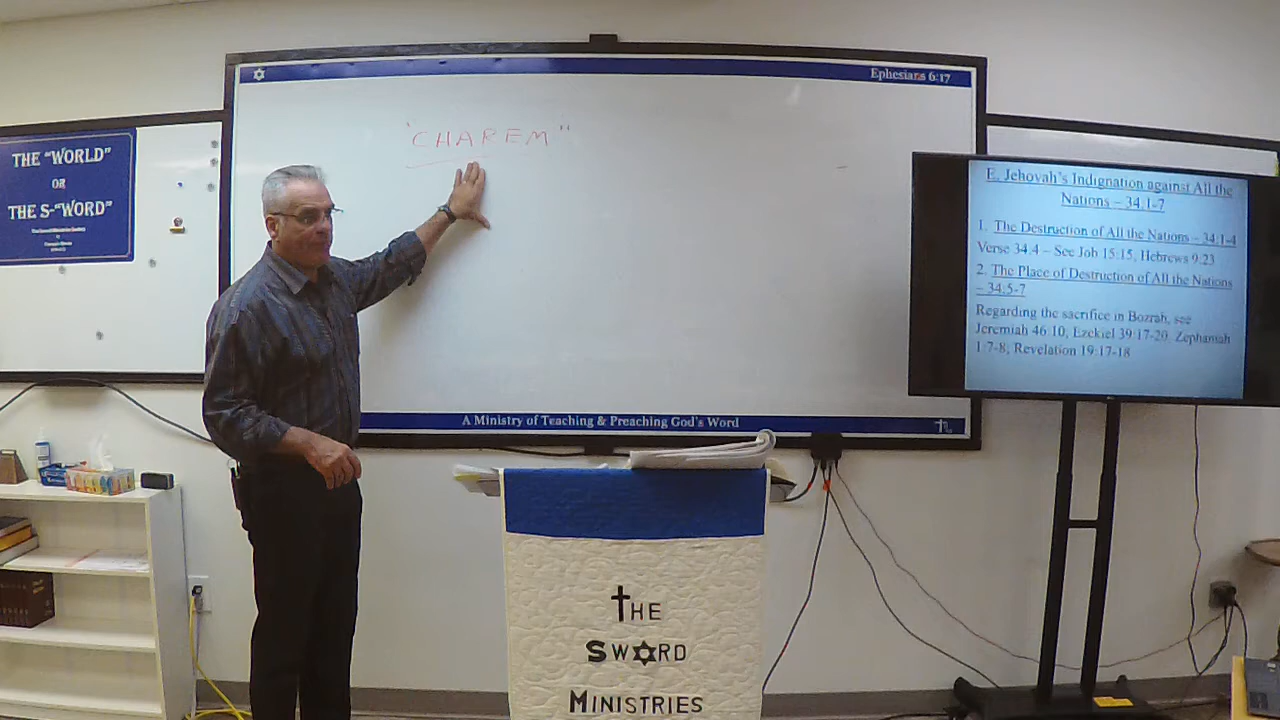 THE "WORLD"
OR
THE S-"WORD"
Ephesians 6:17
"CHAREM"
E. Jehovah's Indignation against All the
Nations – 34.1-7
1. The Destruction of All the Nations – 34:1-4
Verse 34.4 – See Job 15:15, Hebrews 9:23
2. The Place of Destruction of All the Nations
– 34:5-7
Regarding the sacrifice in Bozrah, see
Jeremiah 46:10, Ezekiel 39:17-20, Zephaniah
1:7-8, Revelation 19:17-18
A Ministry of Teaching & Preaching God's Word
THE
SWORD
MINISTRIES